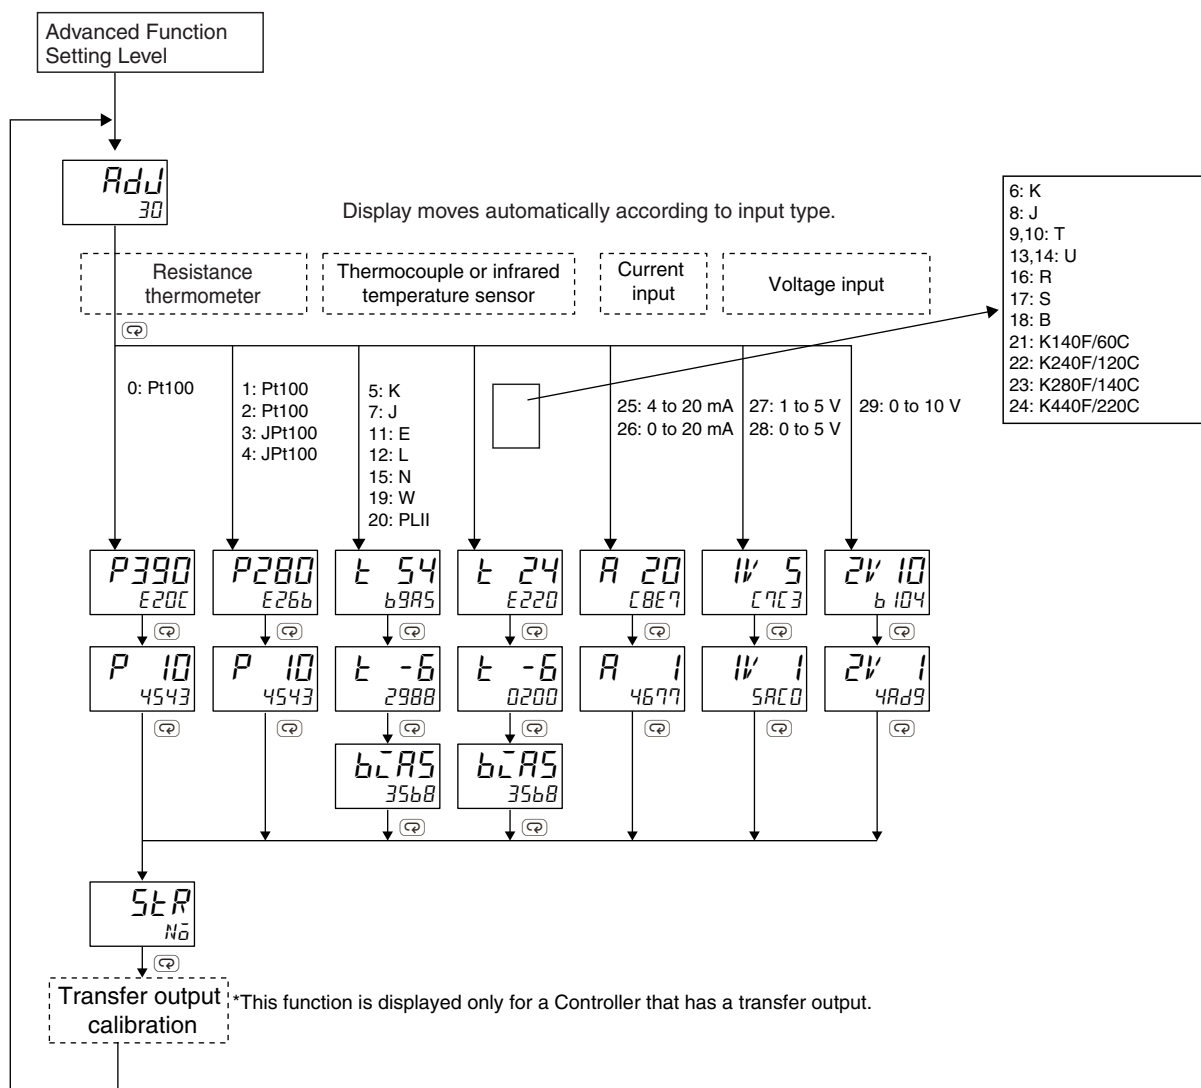 Advanced Function
Setting Level
AdJ
30
Display moves automatically according to input type.
Resistance
thermometer
Thermocouple or infrared
temperature sensor
Current
input
Voltage input
6: K
8: J
9,10: T
13,14: U
16: R
17: S
18: B
21: K140F/60C
22: K240F/120C
23: K280F/140C
24: K440F/220C
0: Pt100
1: Pt100
2: Pt100
3: JPt100
4: JPt100
5: K
7: J
11: E
12: L
15: N
19: W
20: PLII
25: 4 to 20 mA
26: 0 to 20 mA
27: 1 to 5 V
28: 0 to 5 V
29: 0 to 10 V
P390
E20C
P280
E26b
t 54
b9A5
t 24
E220
A 20
C8E7
1V 5
C7C3
2V 10
b104
P 10
4543
P 10
4543
t -6
2988
t -6
0200
A 1
4677
1V 1
5AC0
2V 1
4Ad9
biAS
35b8
biAS
35b8
StR
No
Transfer output
calibration
*This function is displayed only for a Controller that has a transfer output.